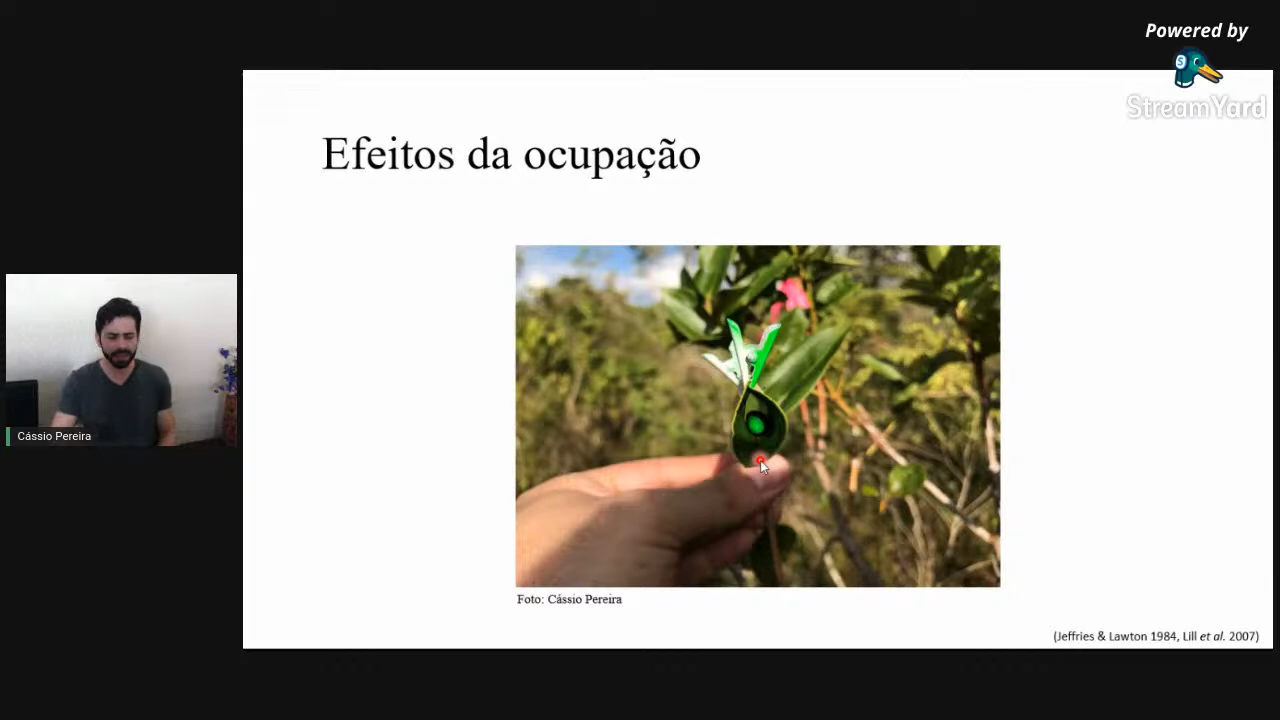 Powered by
StreamYard
Efeitos da ocupação
Cássio Pereira
Foto: Cássio Pereira
(Jeffries & Lawton 1984, Lill et al. 2007)